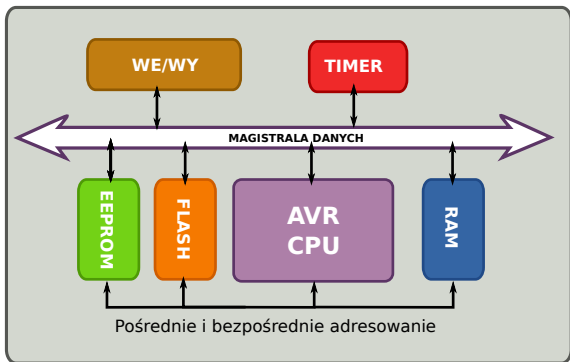 WE/WY
TIMER
MAGISTRALA DANYCH
EEPROM
FLASH
AVR
CPU
RAM
Pośrednie i bezpośrednie adresowanie